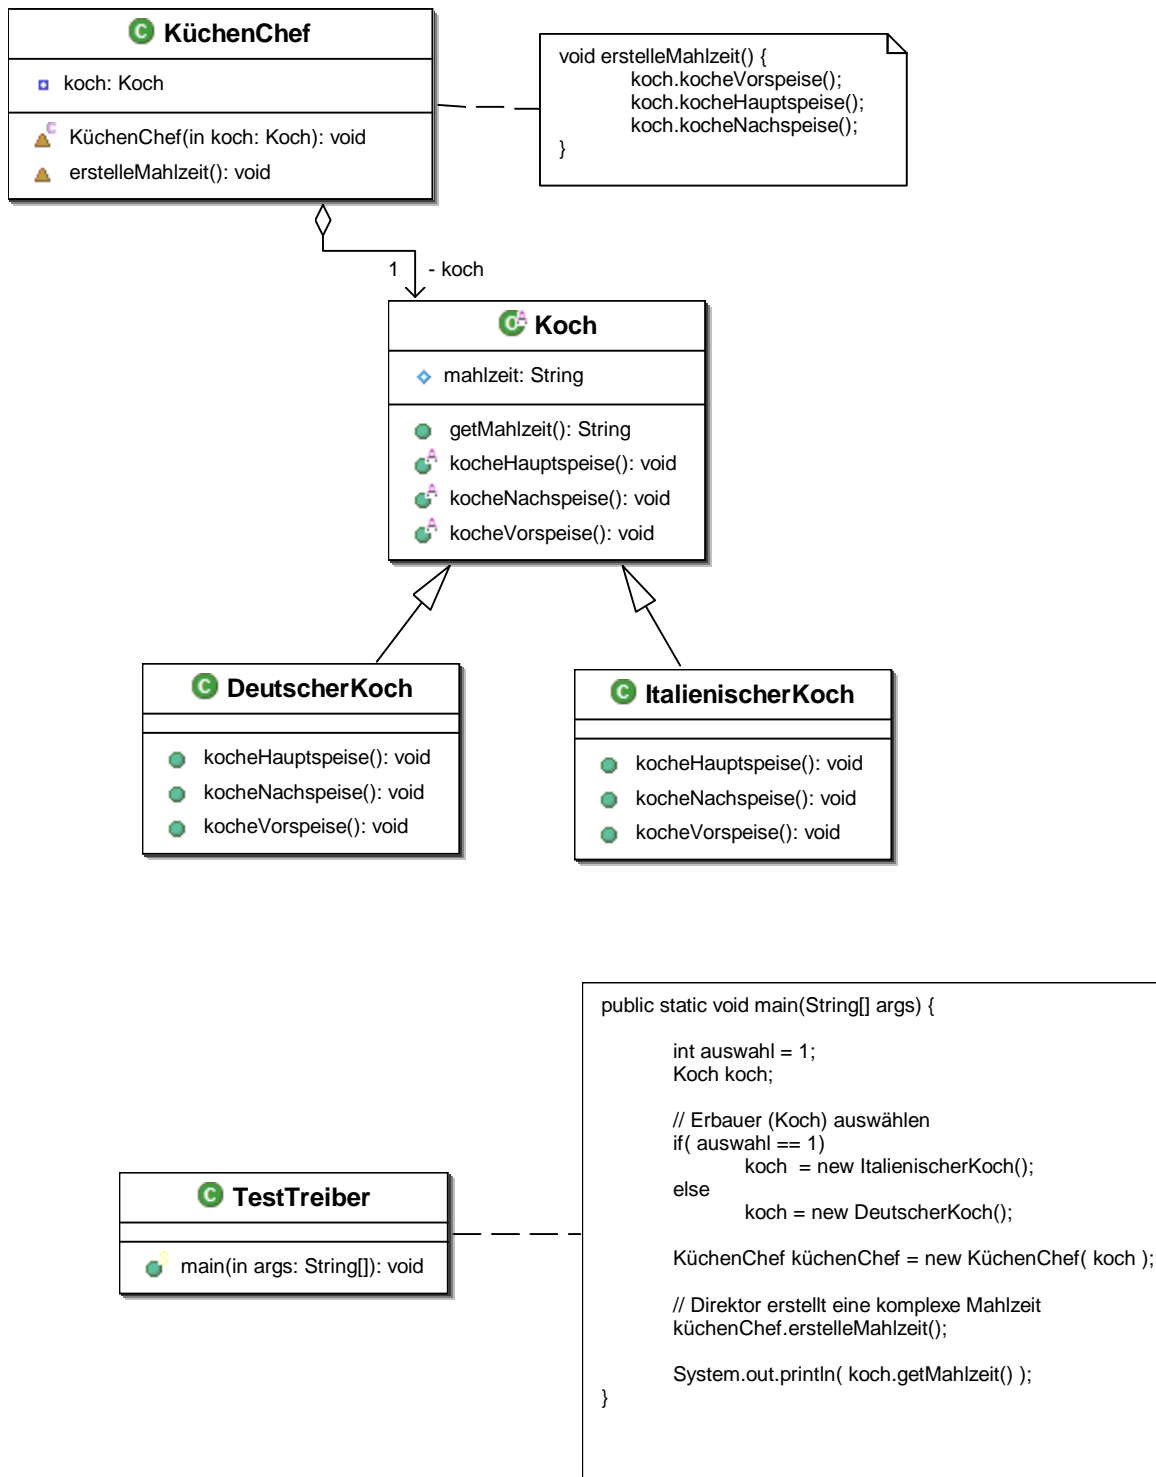 KüchenChef
koch: Koch
KüchenChef(in koch: Koch): void
erstelleMahlzeit(): void
void erstelleMahlzeit() {
koch.kocheVorspeise();
koch.kocheHauptspeise();
koch.kocheNachspeise();
}
1 - koch
Koch
mahlzeit: String
getMahlzeit(): String
kocheHauptspeise(): void
kocheNachspeise(): void
kocheVorspeise(): void
DeutscherKoch
kocheHauptspeise(): void
kocheNachspeise(): void
kocheVorspeise(): void
ItalienischerKoch
kocheHauptspeise(): void
kocheNachspeise(): void
kocheVorspeise(): void
TestTreiber
main(in args: String[]): void
public static void main(String[] args) {
int auswahl = 1;
Koch koch;
// Erbauer (Koch) auswählen
if( auswahl == 1)
koch  = new ItalienischerKoch();
else
koch = new DeutscherKoch();
KüchenChef küchenChef = new KüchenChef( koch );
// Direktor erstellt eine komplexe Mahlzeit
küchenChef.erstelleMahlzeit();
System.out.println( koch.getMahlzeit() );
}